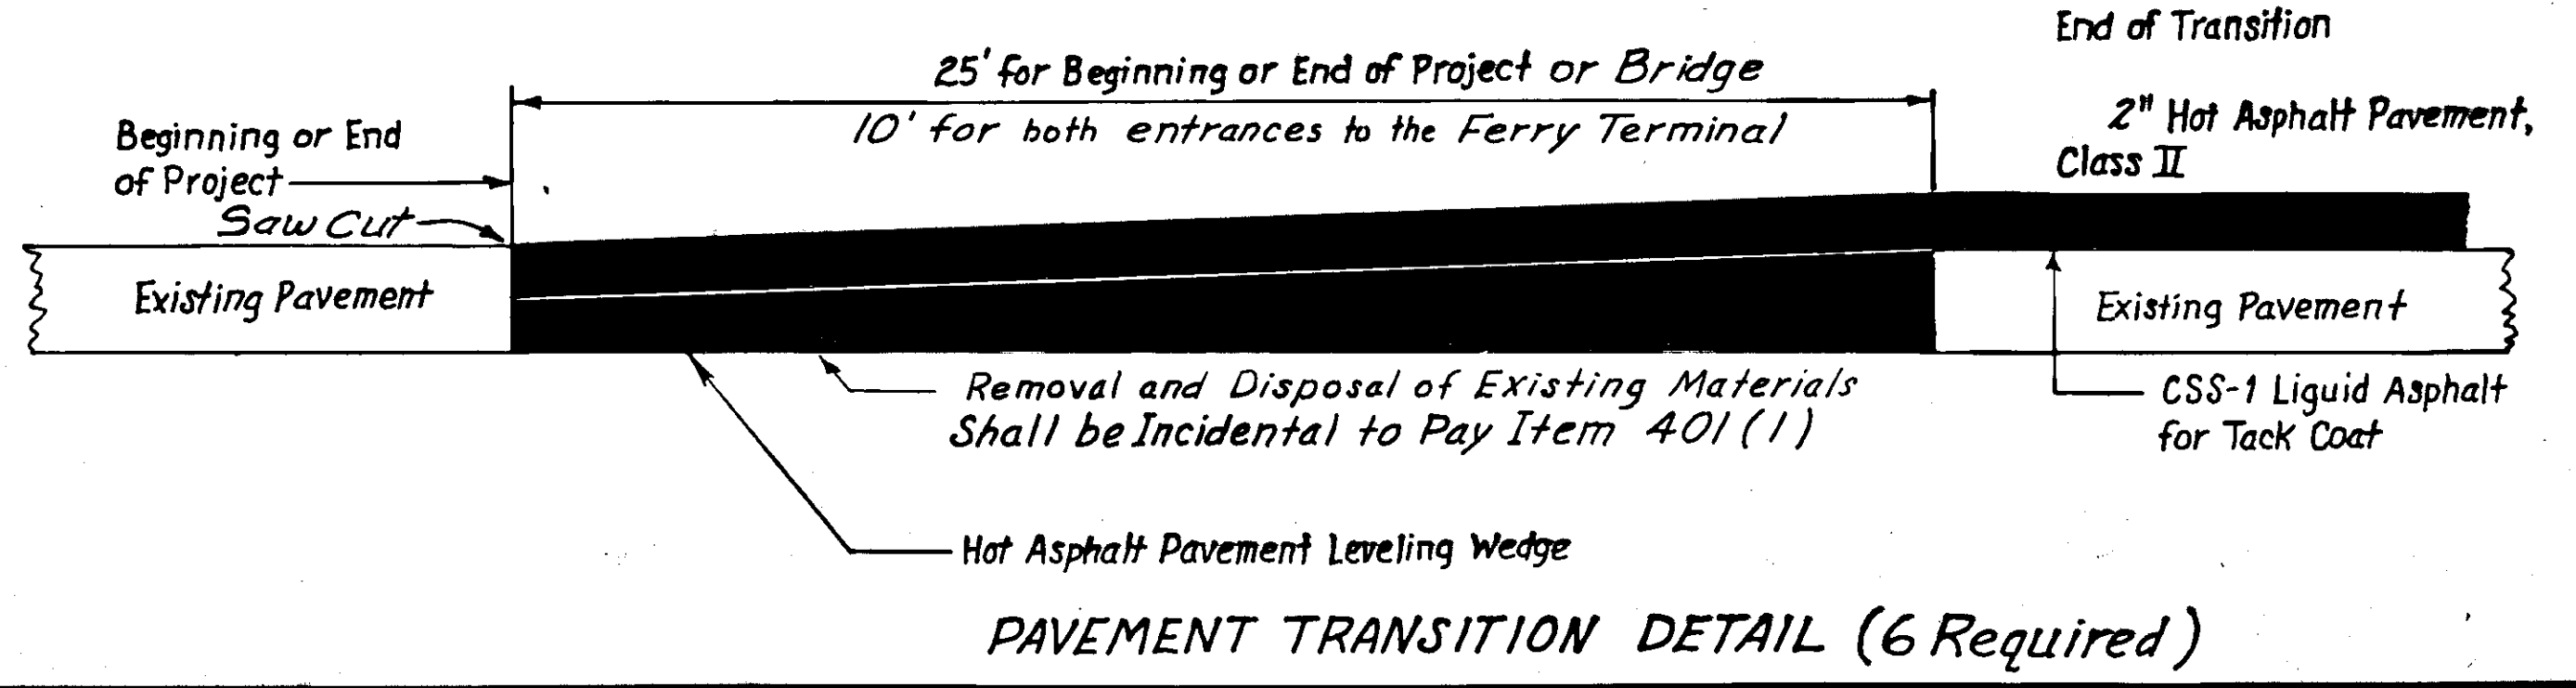 End of Transition
25' for Beginning or End of Project or Bridge
10' for both entrances to the Ferry Terminal
2" Hot Asphalt Pavement,
Class II
Beginning or End
of Project
Saw Cut
Existing Pavement
Existing Pavement
Removal and Disposal of Existing Materials
Shall be Incidental to Pay Item 401(1)
CSS-1 Liquid Asphalt
for Tack Coat
Hot Asphalt Pavement Leveling Wedge
PAVEMENT TRANSITION DETAIL (6 Required)